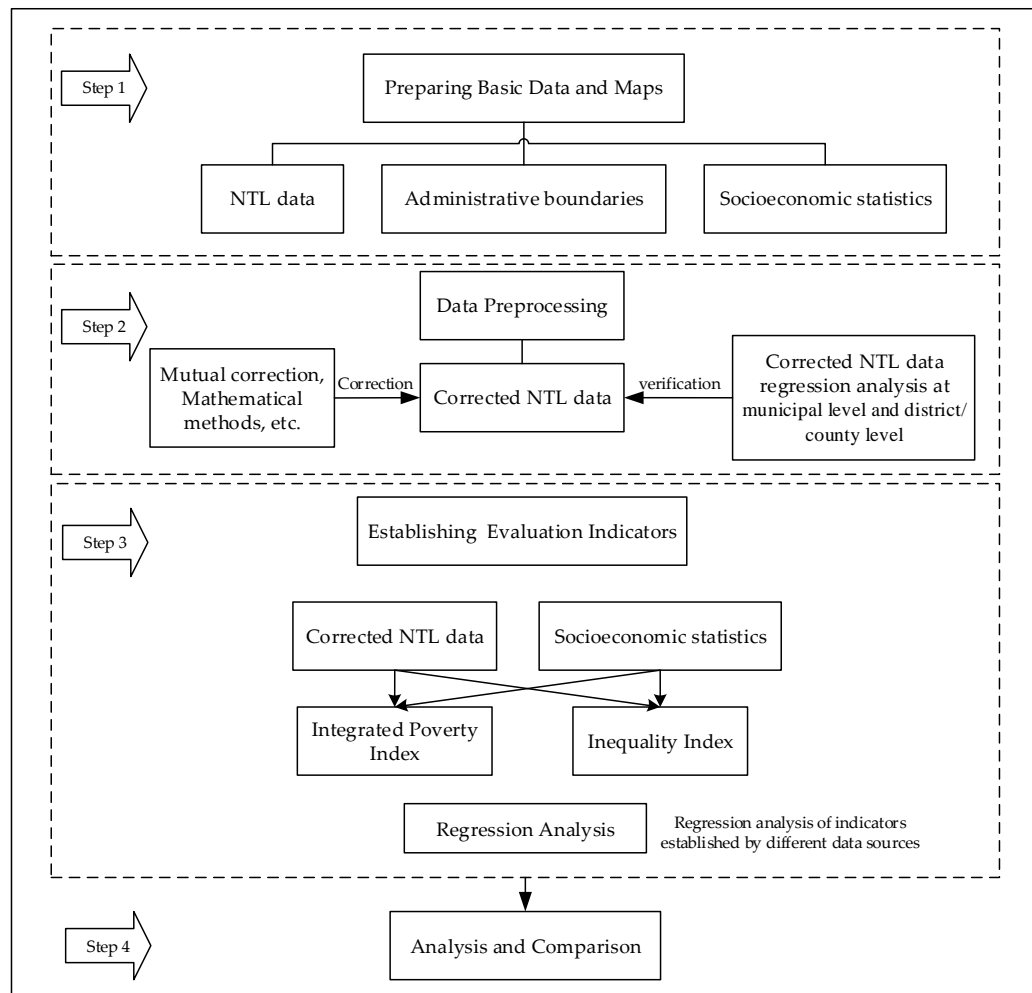 Step 1
Preparing Basic Data and Maps
NTL data
Administrative boundaries
Socioeconomic statistics
Step 2
Data Preprocessing
Mutual correction,
Mathematical
methods, etc.
Correction
Corrected NTL data
verification
Corrected NTL data
regression analysis at
municipal level and district/
county level
Step 3
Establishing Evaluation Indicators
Corrected NTL data
Socioeconomic statistics
Integrated Poverty
Index
Inequality Index
Regression Analysis
Regression analysis of indicators
established by different data sources
Step 4
Analysis and Comparison